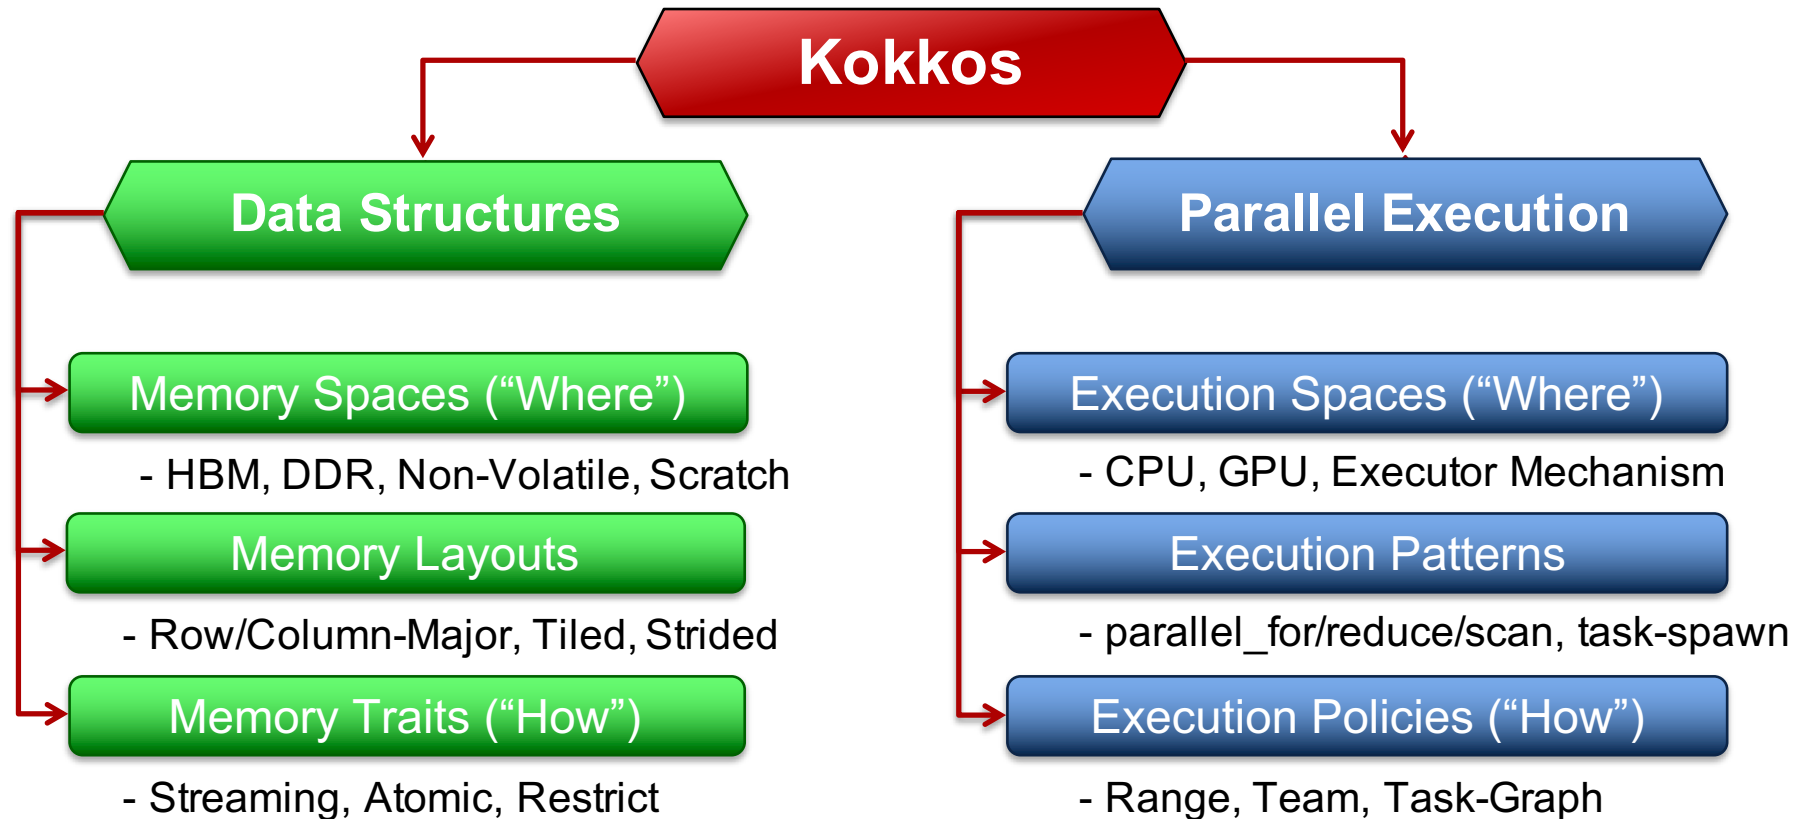 Kokkos
Data Structures
Memory Spaces (“Where”)
- HBM, DDR, Non-Volatile, Scratch
Memory Layouts
- Row/Column-Major, Tiled, Strided
Memory Traits (“How”)
- Streaming, Atomic, Restrict
Parallel Execution
Execution Spaces (“Where”)
- CPU, GPU, Executor Mechanism
Execution Patterns
- parallel_for/reduce/scan, task-spawn
Execution Policies (“How”)
- Range, Team, Task-Graph